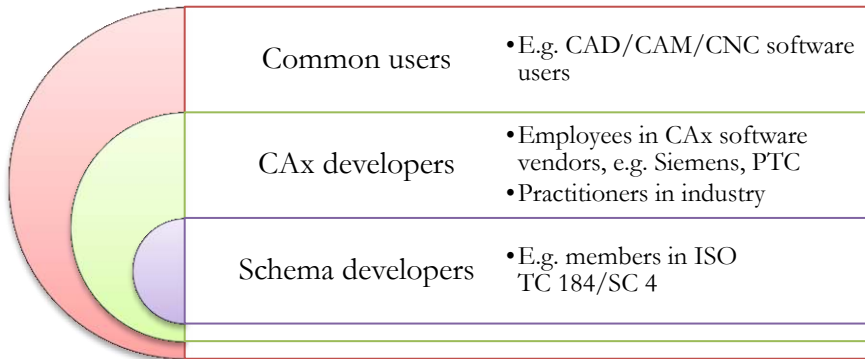 Common users
•E.g. CAD/CAM/CNC software
users
CAx developers
•Employees in CAx software
vendors, e.g. Siemens, PTC
•Practitioners in industry
Schema developers
•E.g. members in ISO
TC 184/SC 4